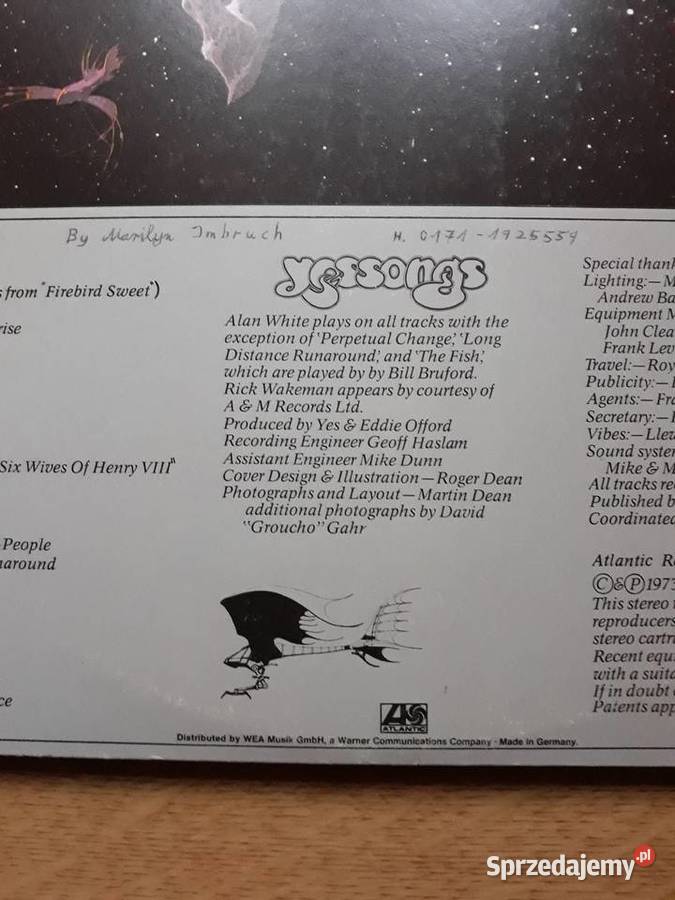 By Marilyn Imbruch H. 0171-1925559
s from "Firebird Sweet")
rise
Six Wives Of Henry VIII"
People
naround
ce
Yessongs
Alan White plays on all tracks with the
exception of 'Perpetual Change,' 'Long
Distance Runaround,' and 'The Fish,'
which are played by by Bill Bruford.
Rick Wakeman appears by courtesy of
A & M Records Ltd.
Produced by Yes & Eddie Offord
Recording Engineer Geoff Haslam
Assistant Engineer Mike Dunn
Cover Design & Illustration — Roger Dean
Photographs and Layout — Martin Dean
additional photographs by David
"Groucho" Gahr
ATLANTIC
Distributed by WEA Musik GmbH, a Warner Communications Company · Made in Germany.
Special thank
Lighting:— M
Andrew Ba
Equipment M
John Clea
Frank Lev
Travel:— Roy
Publicity:—
Agents:— Fra
Secretary:—
Vibes:— Llew
Sound system
Mike & M
All tracks re
Published b
Coordinated
Atlantic Re
Ⓒ&Ⓟ1973
This stereo
reproducers
stereo cartri
Recent equi
with a suita
If in doubt
Patents app
Sprzedajemy.pl